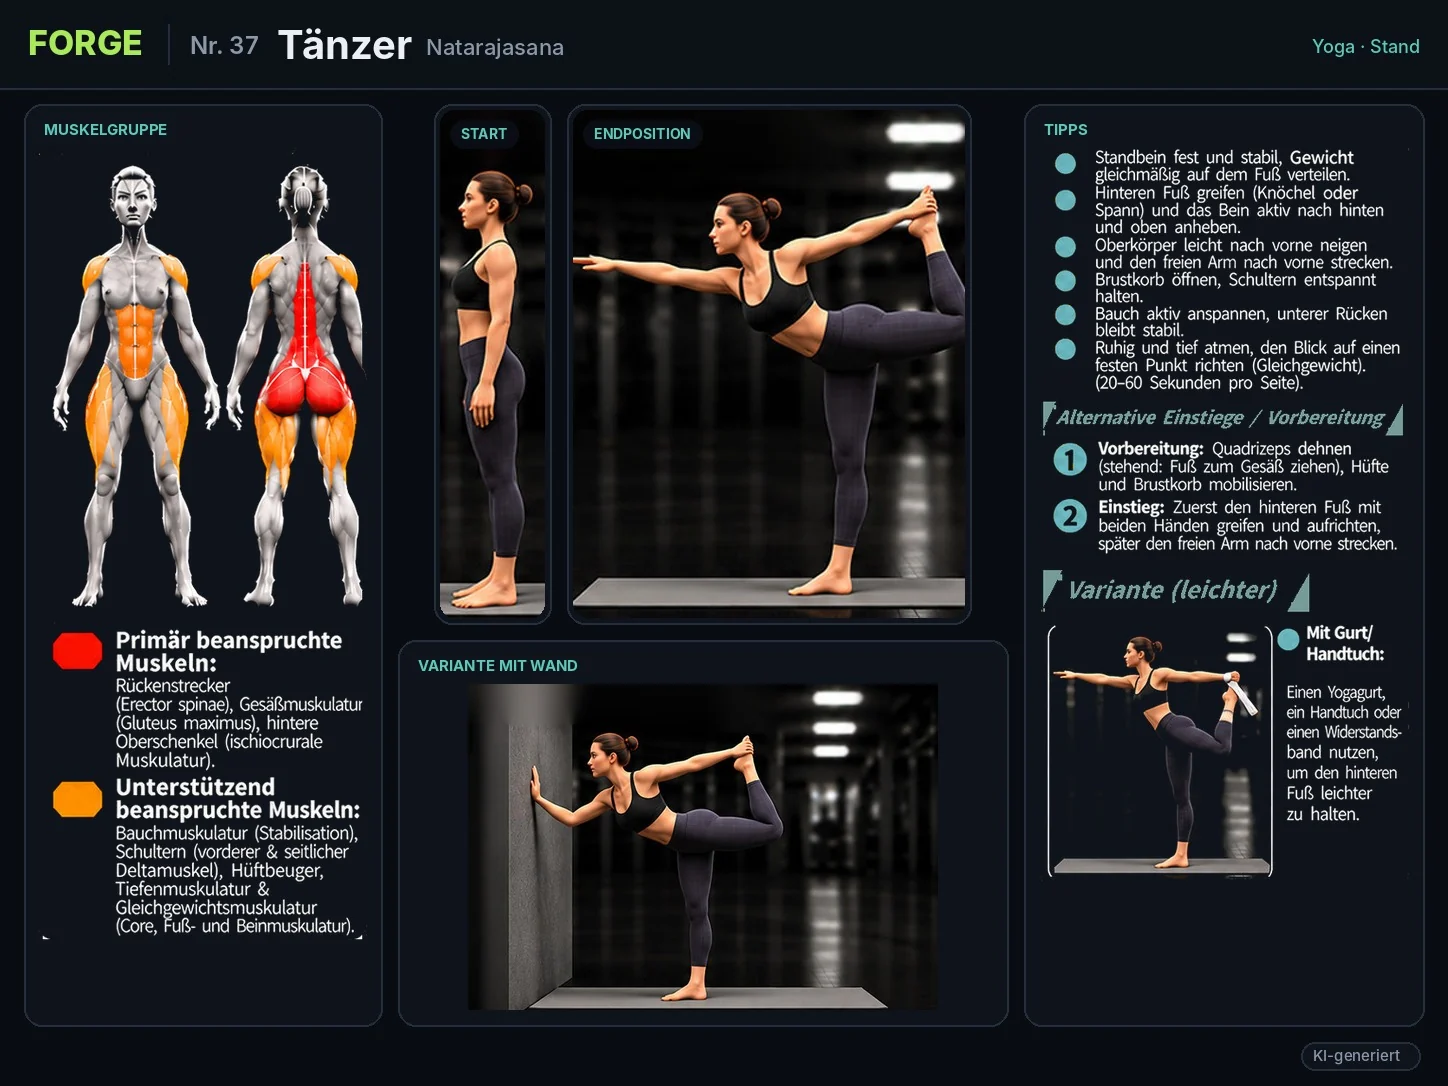 FORGE
Nr. 37
Tänzer
Natarajasana
Yoga · Stand
MUSKELGRUPPE
Primär beanspruchte
Muskeln:
Rückenstrecker
(Erector spinae), Gesäßmuskulatur
(Gluteus maximus), hintere
Oberschenkel (ischiocrurale
Muskulatur).
Unterstützend
beanspruchte Muskeln:
Bauchmuskulatur (Stabilisation),
Schultern (vorderer & seitlicher
Deltamuskel), Hüftbeuger,
Tiefenmuskulatur &
Gleichgewichtsmuskulatur
(Core, Fuß- und Beinmuskulatur).
START
ENDPOSITION
VARIANTE MIT WAND
TIPPS
Standbein fest und stabil, Gewicht
gleichmäßig auf dem Fuß verteilen.
Hinteren Fuß greifen (Knöchel oder
Spann) und das Bein aktiv nach hinten
und oben anheben.
Oberkörper leicht nach vorne neigen
und den freien Arm nach vorne strecken.
Brustkorb öffnen, Schultern entspannt
halten.
Bauch aktiv anspannen, unterer Rücken
bleibt stabil.
Ruhig und tief atmen, den Blick auf einen
festen Punkt richten (Gleichgewicht).
(20–60 Sekunden pro Seite).
Alternative Einstiege / Vorbereitung
1 Vorbereitung: Quadrizeps dehnen
(stehend: Fuß zum Gesäß ziehen), Hüfte
und Brustkorb mobilisieren.
2 Einstieg: Zuerst den hinteren Fuß mit
beiden Händen greifen und aufrichten,
später den freien Arm nach vorne strecken.
Variante (leichter)
Mit Gurt/
Handtuch:
Einen Yogagurt,
ein Handtuch oder
einen Widerstands-
band nutzen,
um den hinteren
Fuß leichter
zu halten.
KI-generiert